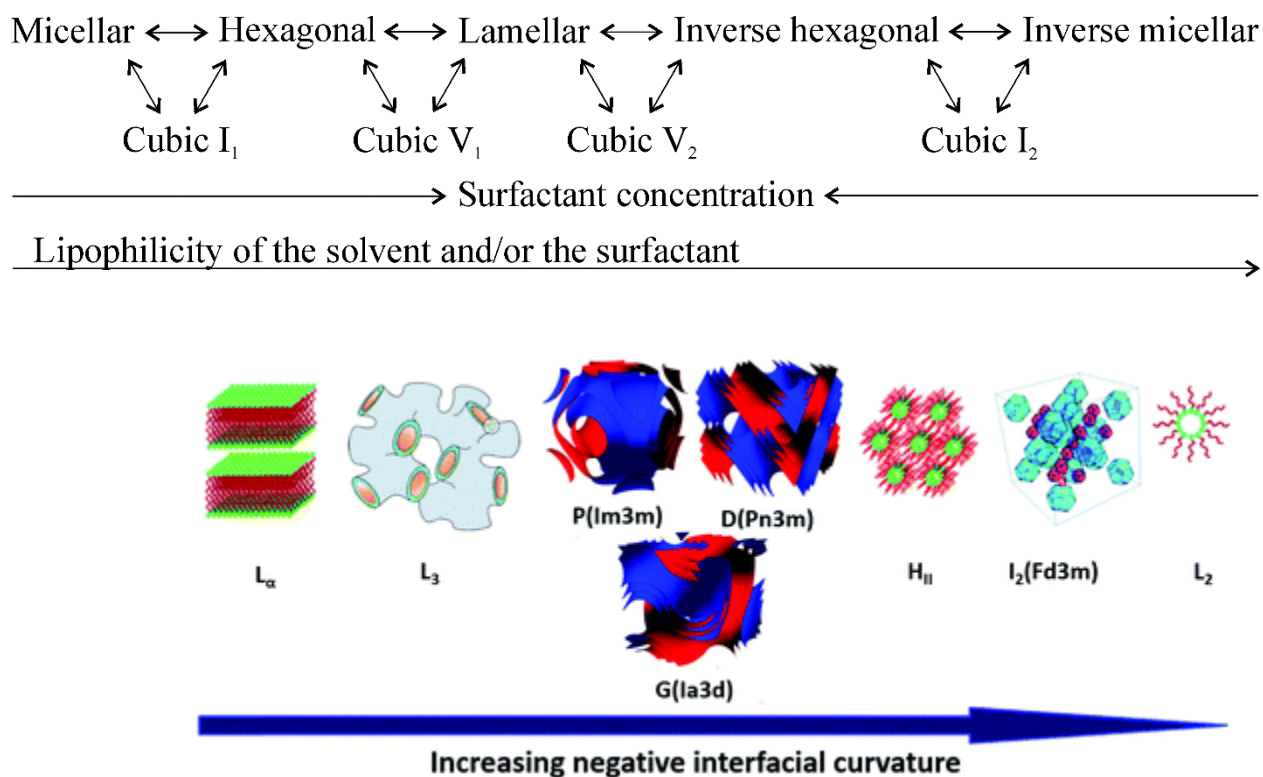 Micellar ↔ Hexagonal ↔ Lamellar ↔ Inverse hexagonal ↔ Inverse micellar
Cubic I₁ Cubic V₁ Cubic V₂ Cubic I₂
Surfactant concentration
Lipophilicity of the solvent and/or the surfactant
P(Im3m) D(Pn3m)
Lα L₃ H_II I₂(Fd3m) L₂
G(Ia3d)
Increasing negative interfacial curvature